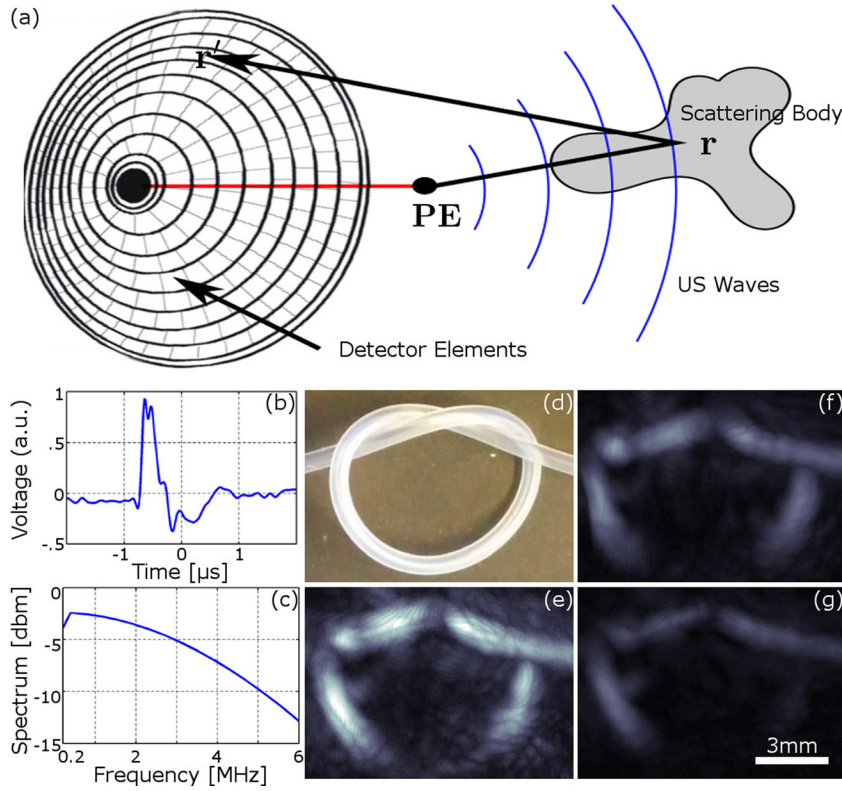 (a)
r′
Scattering Body
r
PE
US Waves
Detector Elements
(b)
Voltage (a.u.)
1
.5
0
-.5
-1
0
1
Time [µs]
(c)
Spectrum [dbm]
0
-5
-10
-15
0.2
2
4
6
Frequency [MHz]
(d)
(e)
(f)
(g)
3mm